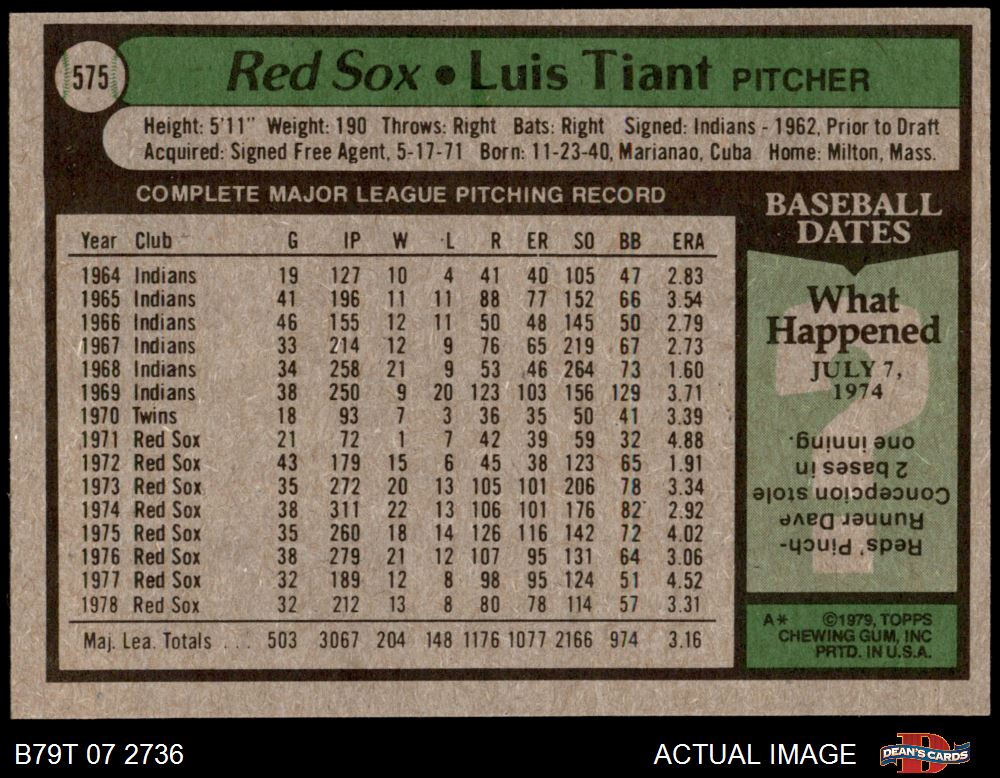 575 Red Sox • Luis Tiant PITCHER
Height: 5'11" Weight: 190 Throws: Right Bats: Right Signed: Indians - 1962, Prior to Draft
Acquired: Signed Free Agent, 5-17-71 Born: 11-23-40, Marianao, Cuba Home: Milton, Mass.
COMPLETE MAJOR LEAGUE PITCHING RECORD
Year Club G IP W L R ER SO BB ERA
1964 Indians 19 127 10 4 41 40 105 47 2.83
1965 Indians 41 196 11 11 88 77 152 66 3.54
1966 Indians 46 155 12 11 50 48 145 50 2.79
1967 Indians 33 214 12 9 76 65 219 67 2.73
1968 Indians 34 258 21 9 53 46 264 73 1.60
1969 Indians 38 250 9 20 123 103 156 129 3.71
1970 Twins 18 93 7 3 36 35 50 41 3.39
1971 Red Sox 21 72 1 7 42 39 59 32 4.88
1972 Red Sox 43 179 15 6 45 38 123 65 1.91
1973 Red Sox 35 272 20 13 105 101 206 78 3.34
1974 Red Sox 38 311 22 13 106 101 176 82 2.92
1975 Red Sox 35 260 18 14 126 116 142 72 4.02
1976 Red Sox 38 279 21 12 107 95 131 64 3.06
1977 Red Sox 32 189 12 8 98 95 124 51 4.52
1978 Red Sox 32 212 13 8 80 78 114 57 3.31
Maj. Lea. Totals . . . 503 3067 204 148 1176 1077 2166 974 3.16
BASEBALL
DATES
What
Happened
JULY 7,
1974
?
Reds' Pinch-
Runner Dave
Concepcion stole
2 bases in
one inning.
A* ©1979, TOPPS
CHEWING GUM, INC
PRTD. IN U.S.A.
B79T 07 2736 ACTUAL IMAGE
DEAN'S CARDS